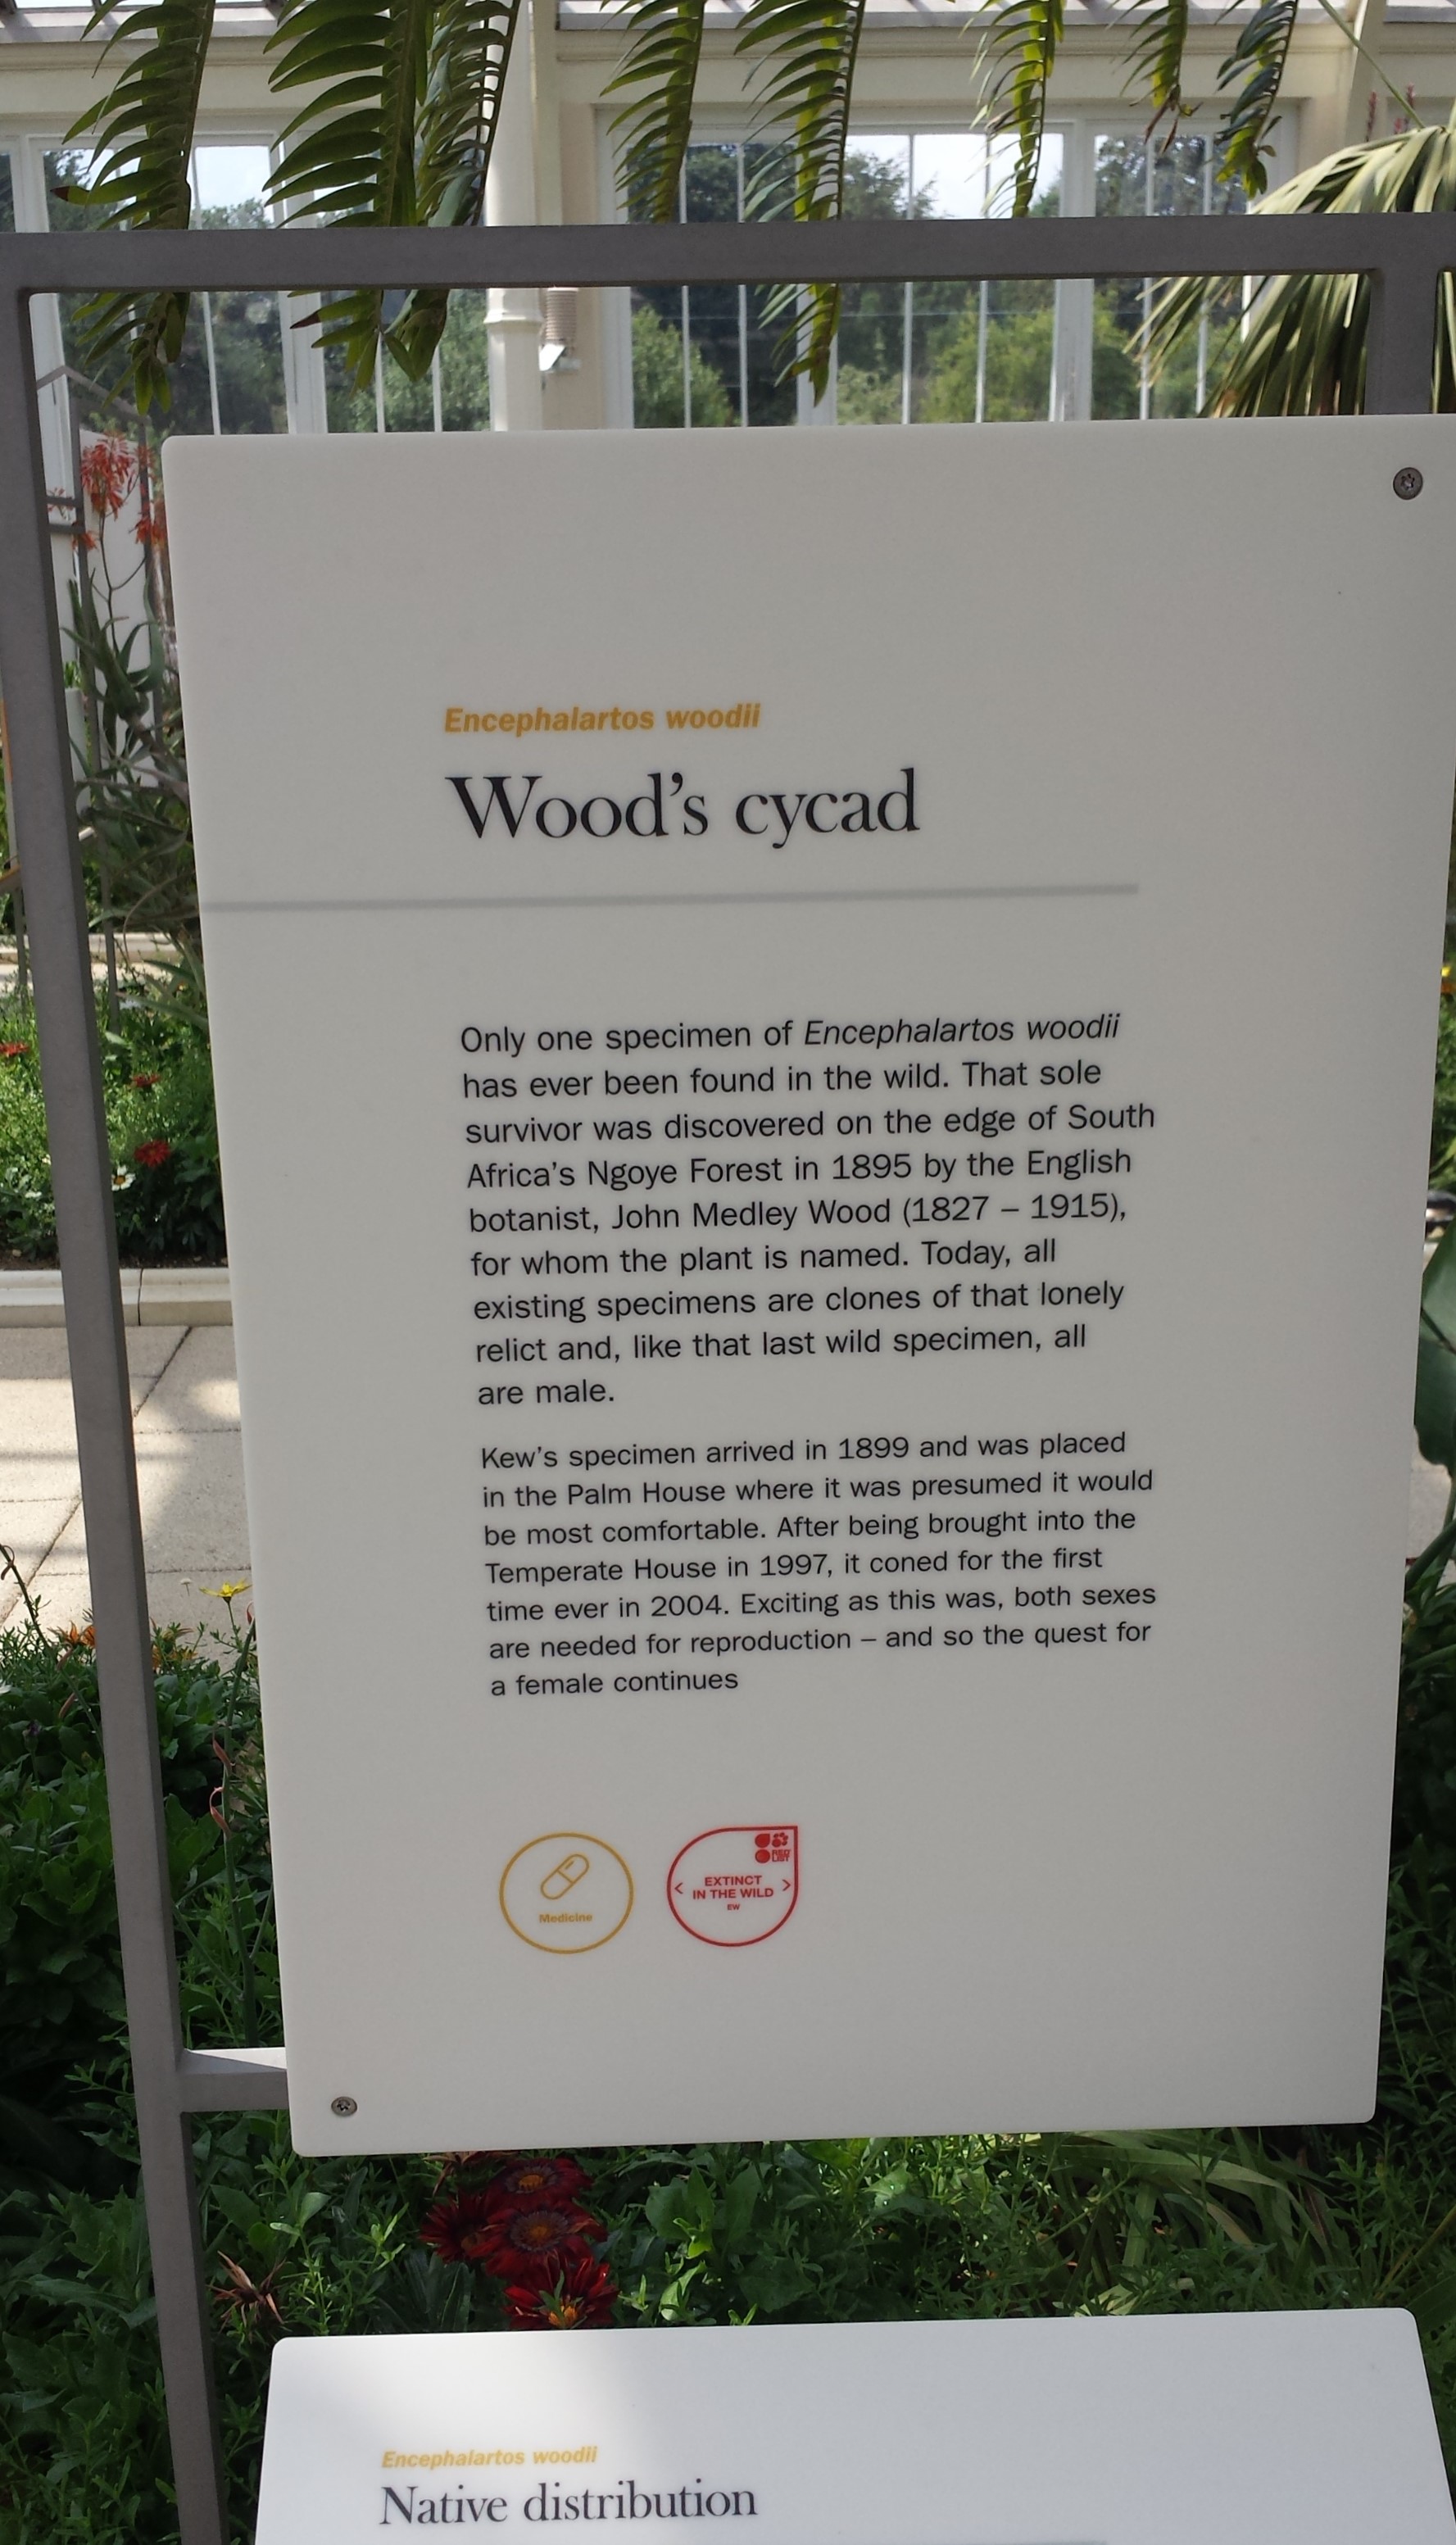 Encephalartos woodii
Wood's cycad
Only one specimen of Encephalartos woodii
has ever been found in the wild. That sole
survivor was discovered on the edge of South
Africa's Ngoye Forest in 1895 by the English
botanist, John Medley Wood (1827 – 1915),
for whom the plant is named. Today, all
existing specimens are clones of that lonely
relict and, like that last wild specimen, all
are male.
Kew's specimen arrived in 1899 and was placed
in the Palm House where it was presumed it would
be most comfortable. After being brought into the
Temperate House in 1997, it coned for the first
time ever in 2004. Exciting as this was, both sexes
are needed for reproduction – and so the quest for
a female continues
Medicine
RED
LIST
< EXTINCT >
IN THE WILD
EW
Encephalartos woodii
Native distribution